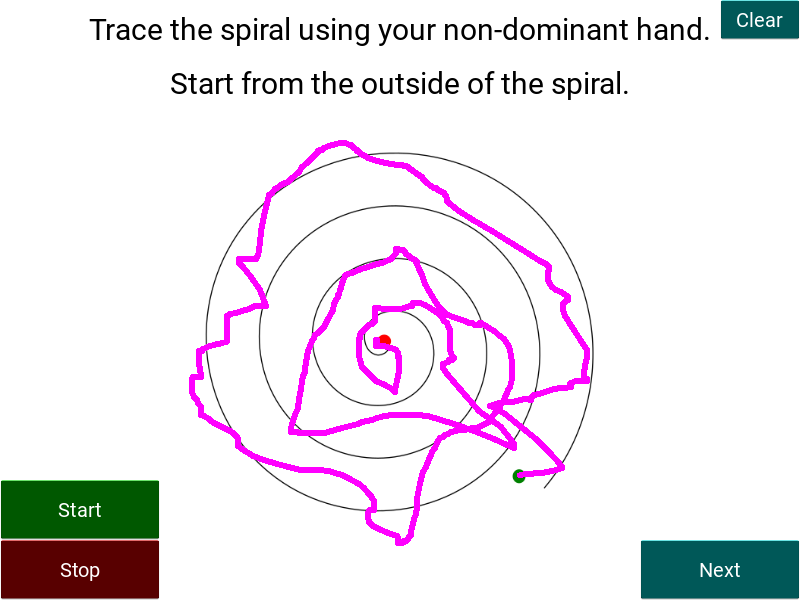 Trace the spiral using your non-dominant hand.
Clear
Start from the outside of the spiral.
Start
Stop
Next